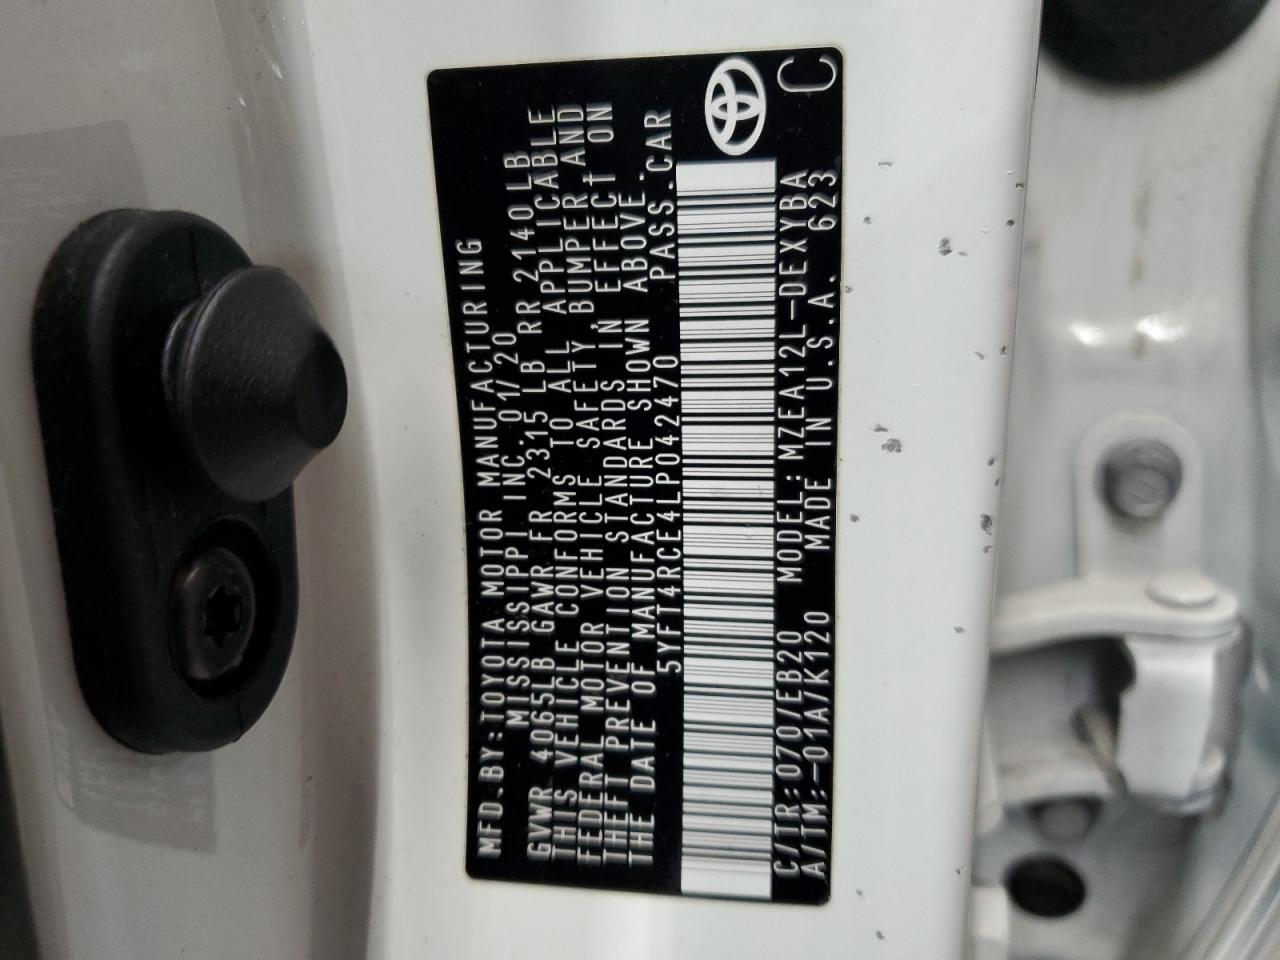 MFD.BY:TOYOTA MOTOR MANUFACTURING
MISSISSIPPI INC. 01/20
GVWR 4065LB GAWR FR 2315 LB RR 2140LB
THIS VEHICLE CONFORMS TO ALL APPLICABLE
FEDERAL MOTOR VEHICLE SAFETY, BUMPER, AND
THEFT PREVENTION STANDARDS IN EFFECT ON
THE DATE OF MANUFACTURE SHOWN ABOVE.
5YFT4RCE4LP042470 PASS.CAR
C/TR:070/EB20 MODEL:MZEA12L-DEXYBA
A/TM:-01A/K120 MADE IN U.S.A. 623
C